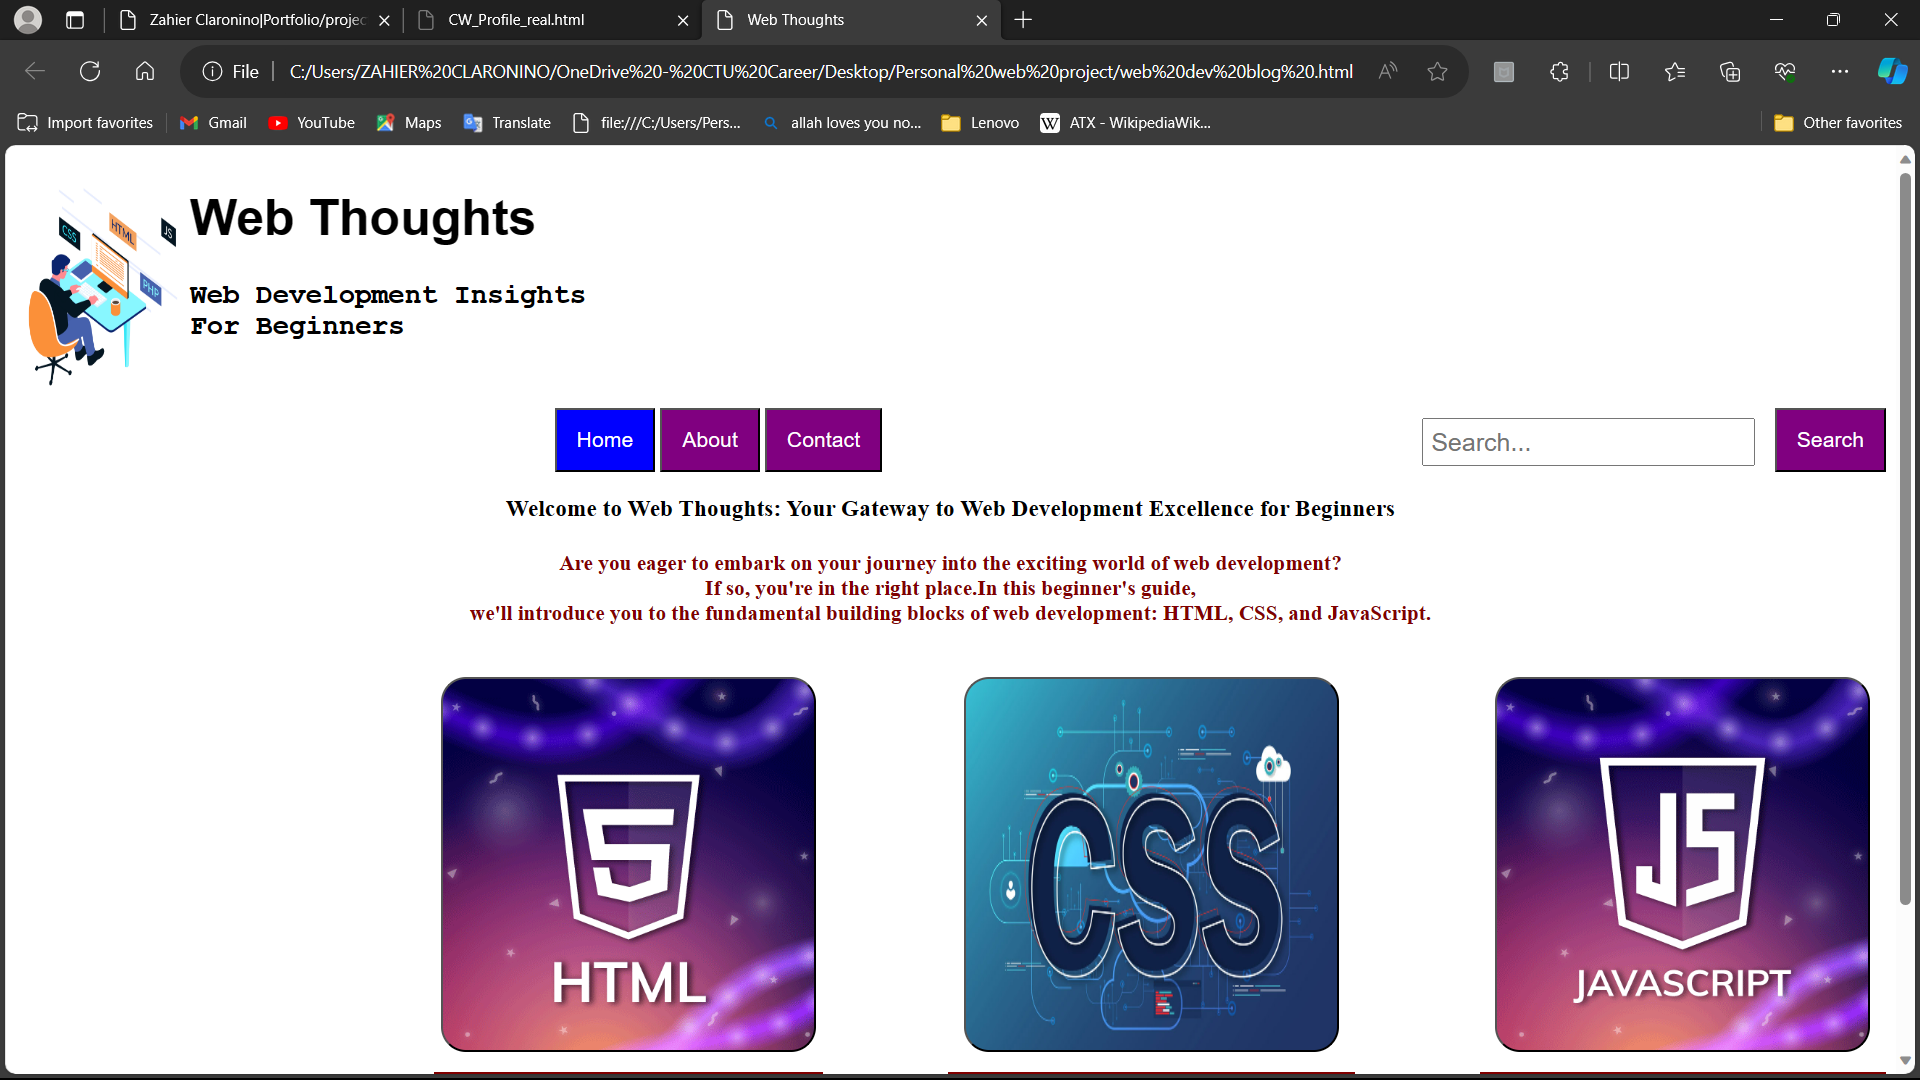 Zahier Claronino|Portfolio/projec
CW_Profile_real.html
Web Thoughts
File
C:/Users/ZAHIER%20CLARONINO/OneDrive%20-%20CTU%20Career/Desktop/Personal%20web%20project/web%20dev%20blog%20.html
Import favorites
Gmail
YouTube
Maps
Translate
file:///C:/Users/Pers...
allah loves you no...
Lenovo
W
ATX - WikipediaWik...
Other favorites
CSS
HTML
JS
PHP
Web Thoughts
Web Development Insights
For Beginners
Home
About
Contact
Search...
Search
Welcome to Web Thoughts: Your Gateway to Web Development Excellence for Beginners
Are you eager to embark on your journey into the exciting world of web development?
If so, you're in the right place.In this beginner's guide,
we'll introduce you to the fundamental building blocks of web development: HTML, CSS, and JavaScript.
5
HTML
CSS
JS
JAVASCRIPT